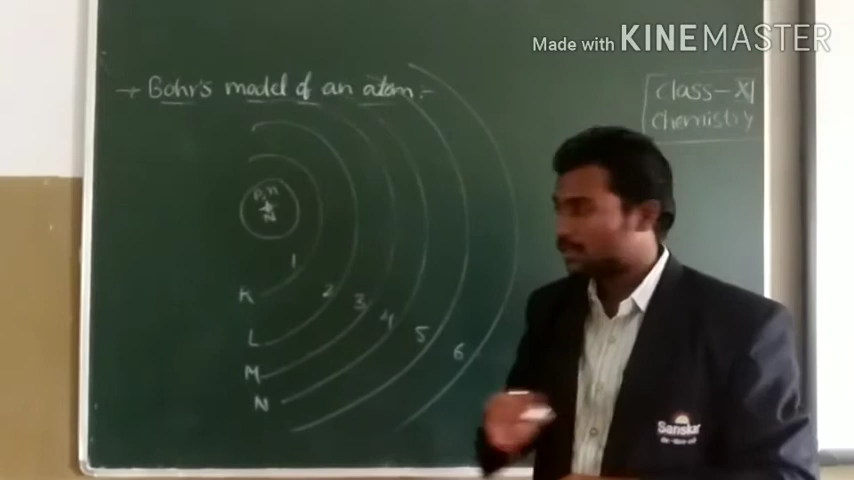 Made with KINEMASTER
→ Bohr's model of an atom :-
Class-XI
Chemistry
P, n
N
1
K
2
L
3
4
M
5
N
6
Sanskar